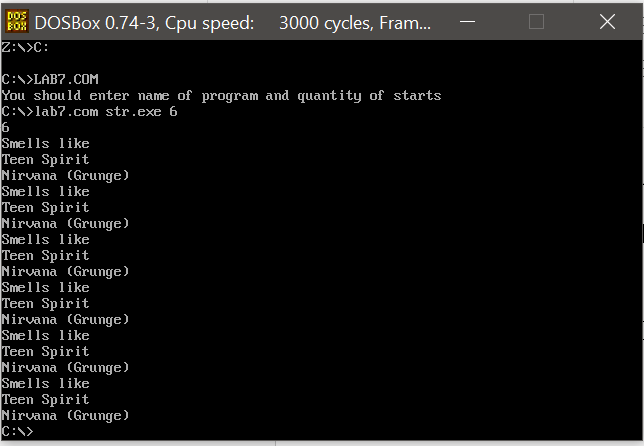 DOS
BOX
DOSBox 0.74-3, Cpu speed:    3000 cycles, Fram...
Z:\>C:
C:\>LAB7.COM
You should enter name of program and quantity of starts
C:\>lab7.com str.exe 6
6
Smells like
Teen Spirit
Nirvana (Grunge)
Smells like
Teen Spirit
Nirvana (Grunge)
Smells like
Teen Spirit
Nirvana (Grunge)
Smells like
Teen Spirit
Nirvana (Grunge)
Smells like
Teen Spirit
Nirvana (Grunge)
Smells like
Teen Spirit
Nirvana (Grunge)
C:\>